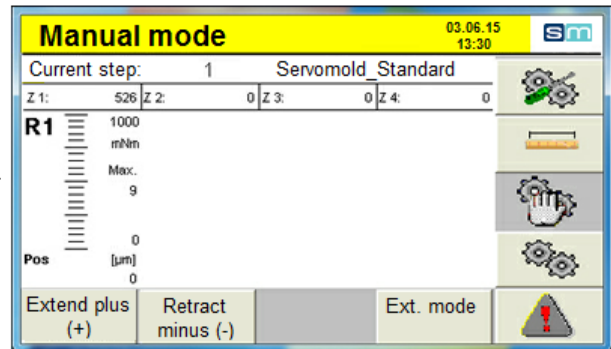 Manual mode
03.06.15
13:30
sm
Current step: 1 Servomold_Standard
Z 1: 526 Z 2: 0 Z 3: 0 Z 4: 0
R1 1000
mNm
Max.
9
0
Pos [µm]
0
Extend plus (+)
Retract minus (-)
Ext. mode